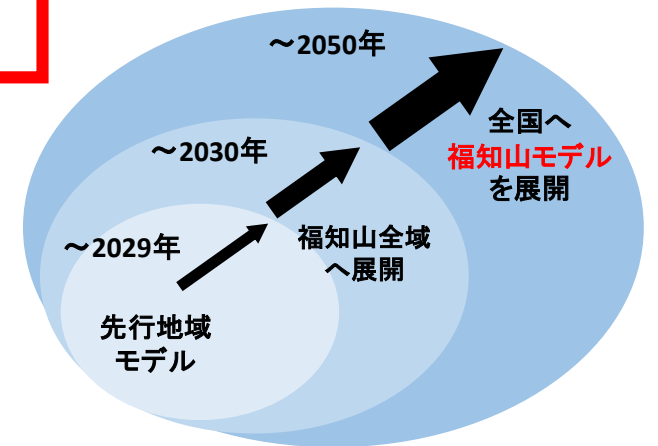 ～2050年
全国へ
福知山モデル
を展開
～2030年
福知山全域
へ展開
～2029年
先行地域
モデル